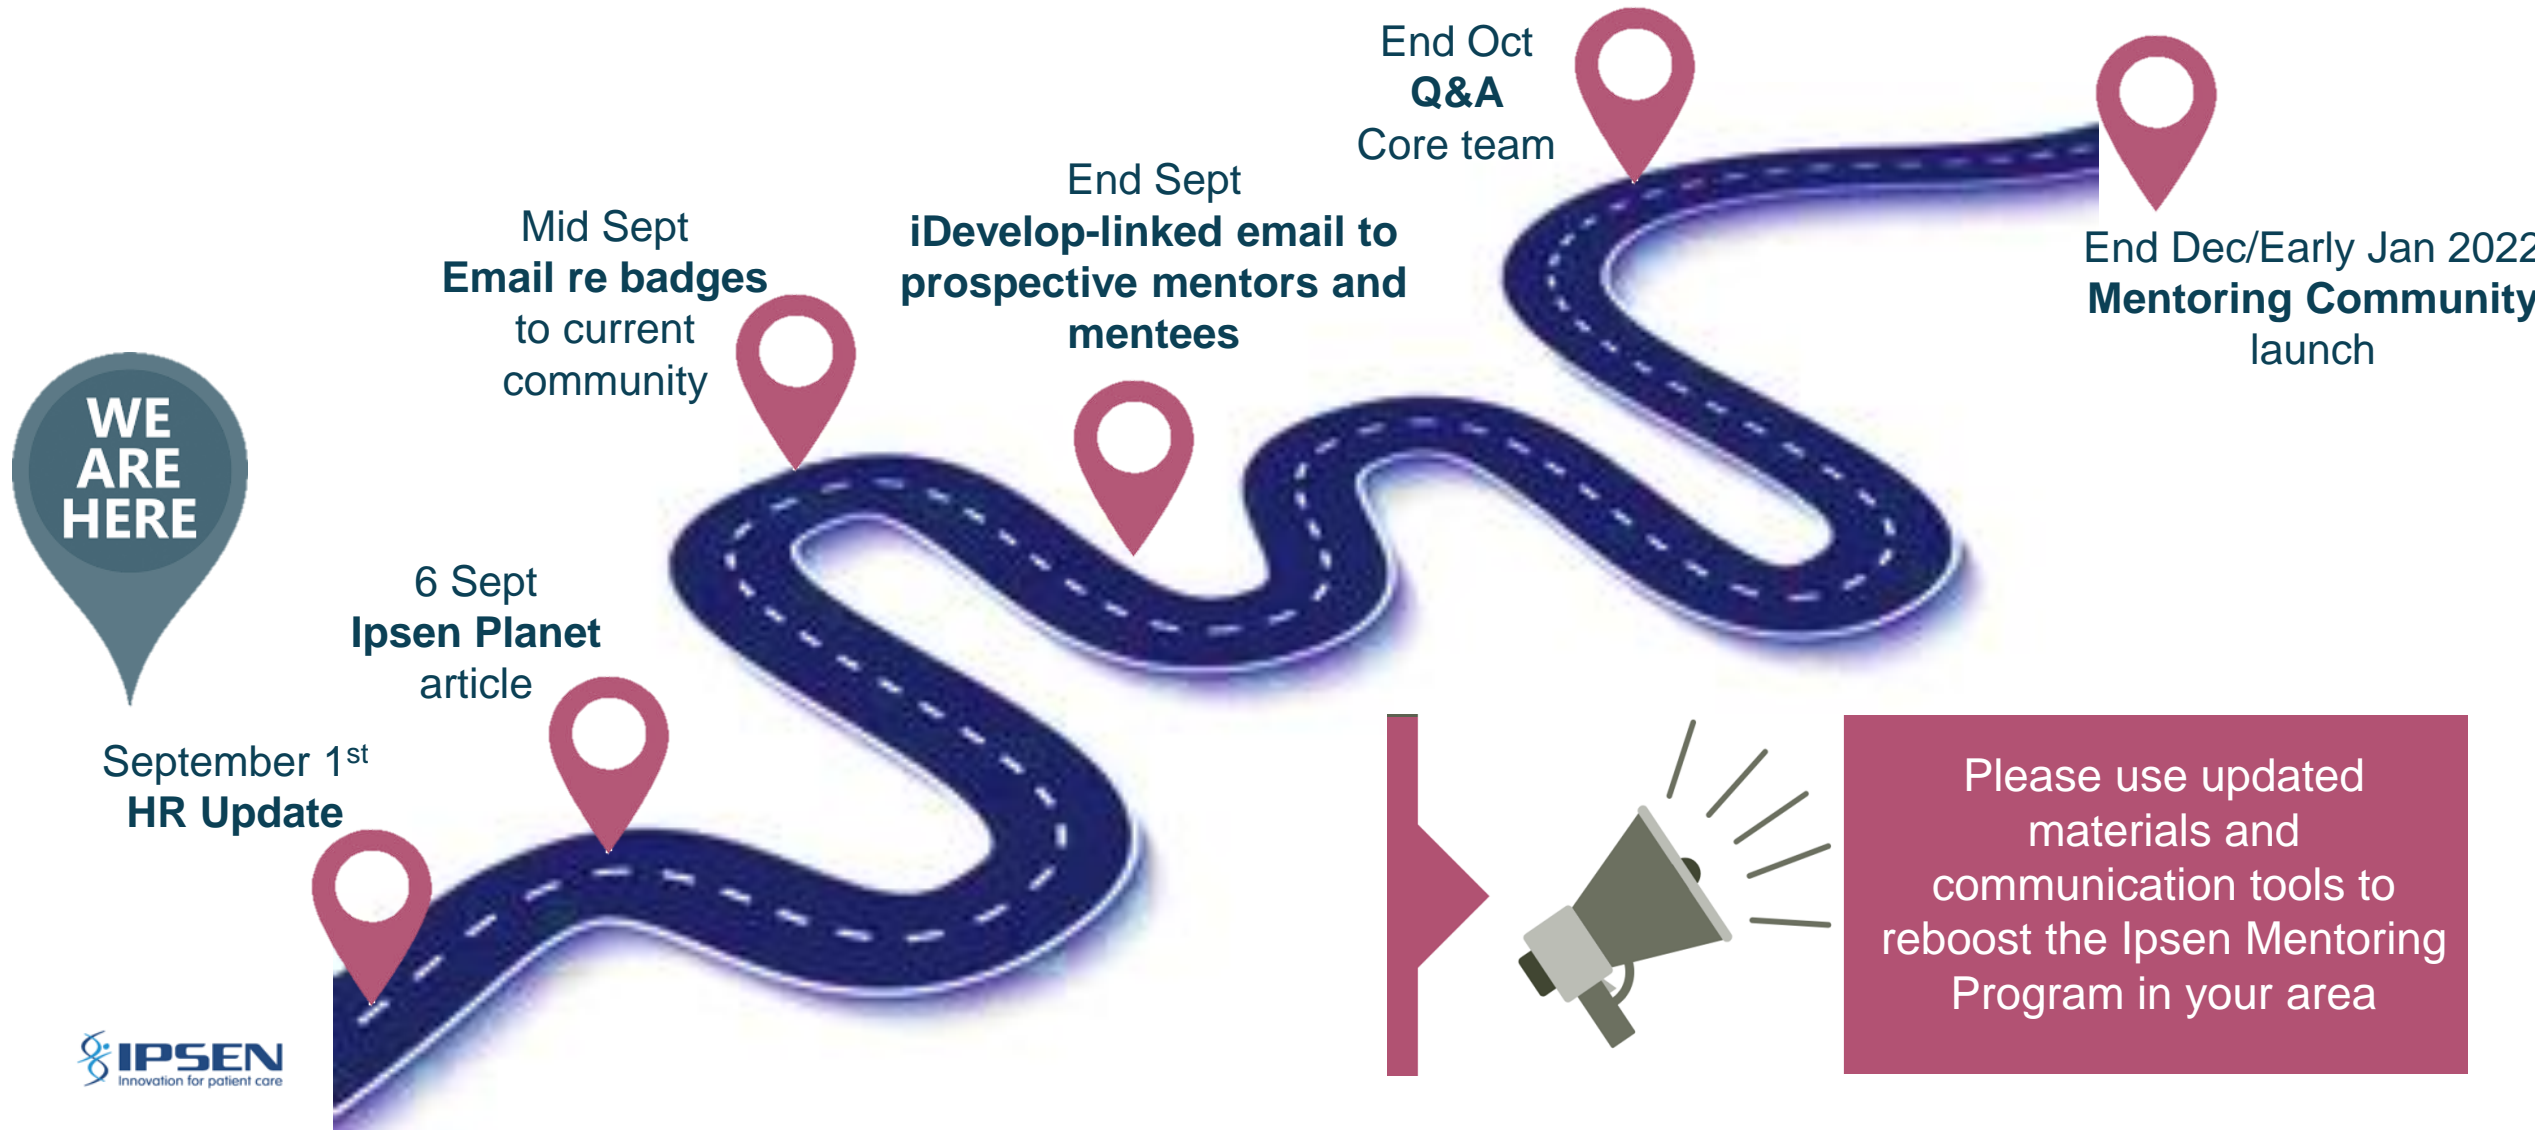 WE
ARE
HERE
September 1st
HR Update
6 Sept
Ipsen Planet
article
Mid Sept
Email re badges
to current
community
End Sept
iDevelop-linked email to
prospective mentors and
mentees
End Oct
Q&A
Core team
End Dec/Early Jan 2022
Mentoring Community
launch
Please use updated
materials and
communication tools to
reboost the Ipsen Mentoring
Program in your area
IPSEN
Innovation for patient care